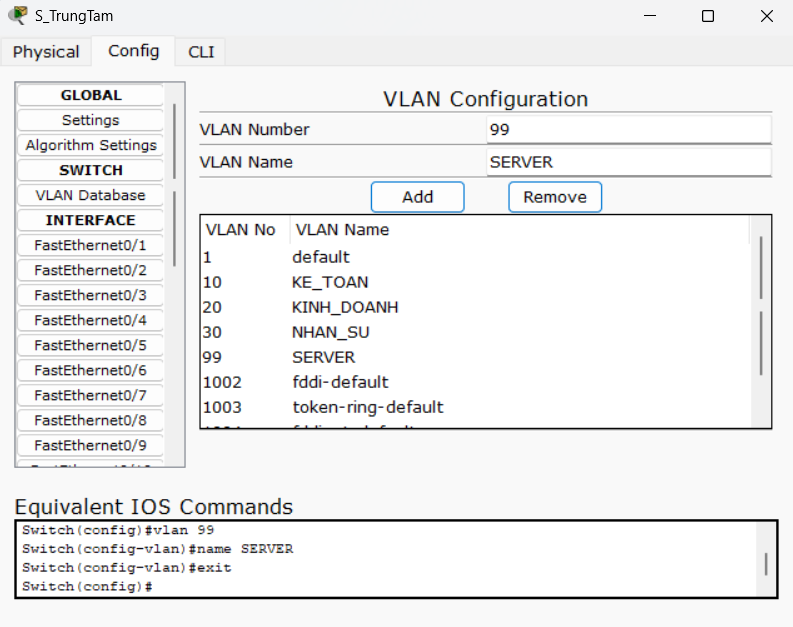 S_TrungTam
Physical Config CLI
GLOBAL
Settings
Algorithm Settings
SWITCH
VLAN Database
INTERFACE
FastEthernet0/1
FastEthernet0/2
FastEthernet0/3
FastEthernet0/4
FastEthernet0/5
FastEthernet0/6
FastEthernet0/7
FastEthernet0/8
FastEthernet0/9
VLAN Configuration
VLAN Number 99
VLAN Name SERVER
Add Remove
VLAN No VLAN Name
1 default
10 KE_TOAN
20 KINH_DOANH
30 NHAN_SU
99 SERVER
1002 fddi-default
1003 token-ring-default
Equivalent IOS Commands
Switch(config)#vlan 99
Switch(config-vlan)#name SERVER
Switch(config-vlan)#exit
Switch(config)#